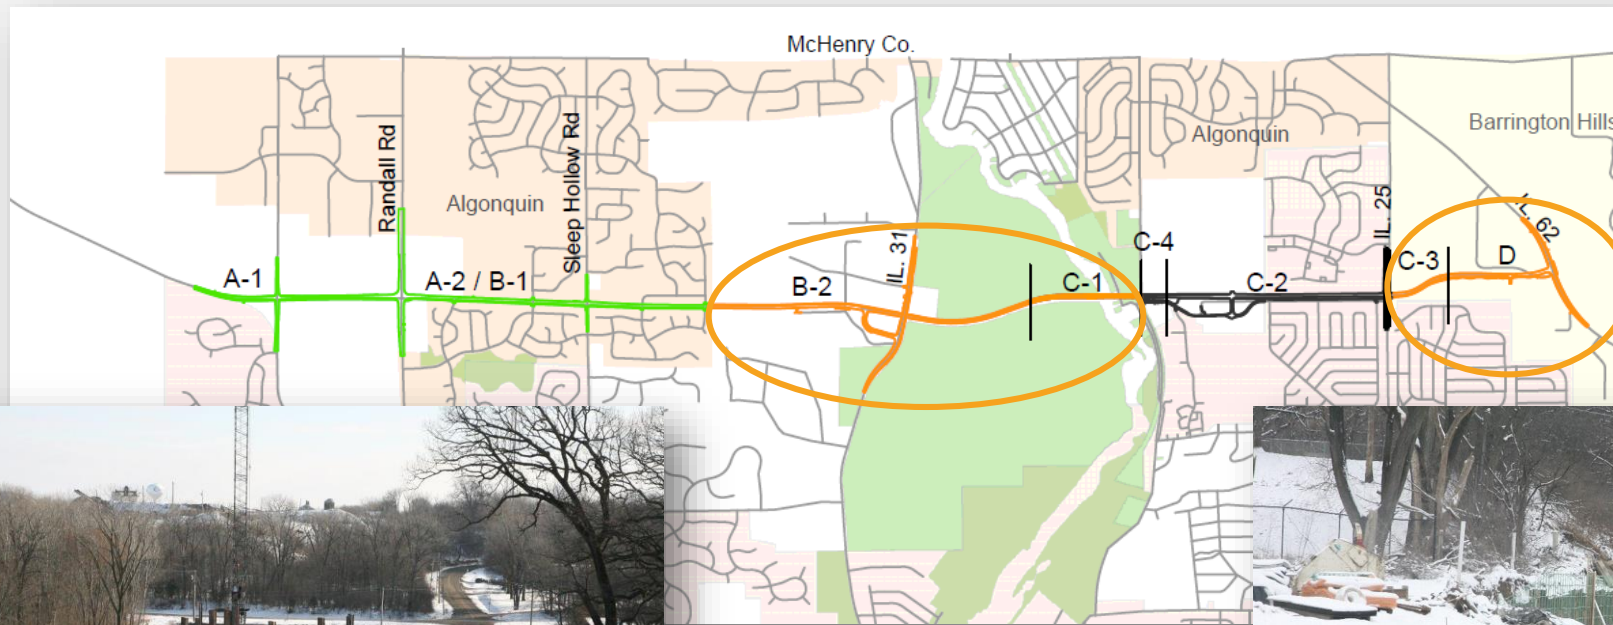 McHenry Co.
Randall Rd
Algonquin
Sleep Hollow Rd
Algonquin
Barrington Hills
A-1
A-2 / B-1
B-2
IL. 31
C-1
C-4
C-2
IL. 25
C-3
D
IL. 62